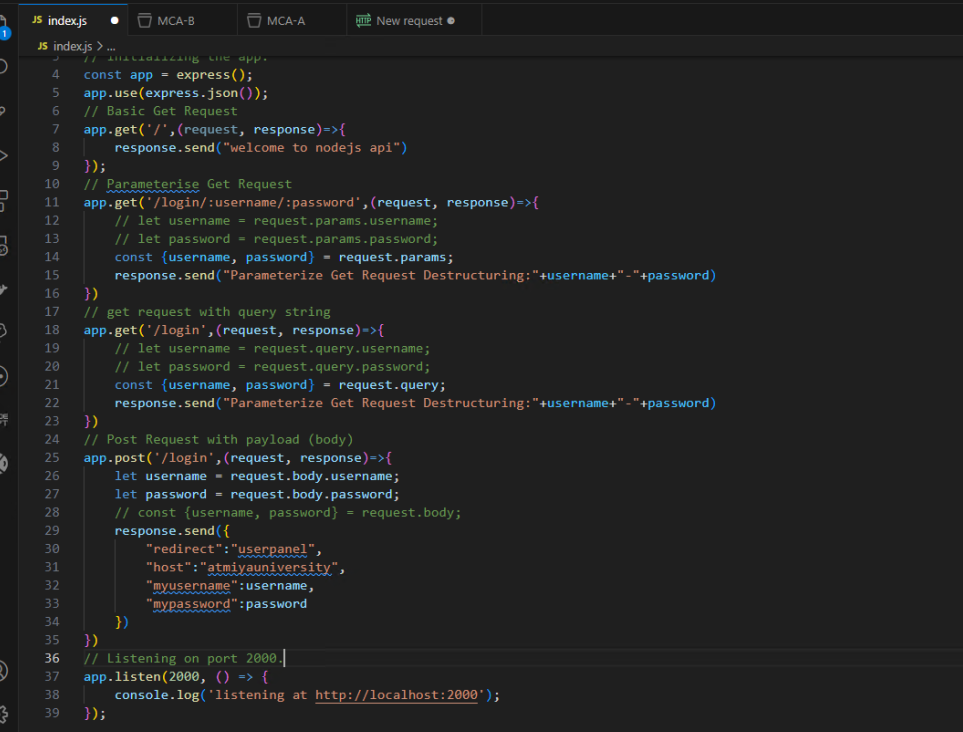 JS index.js ● MCA-B MCA-A HTTP New request ●
1
JS index.js > ...
3 // Initializing the app.
4 const app = express();
5 app.use(express.json());
6 // Basic Get Request
7 app.get('/',(request, response)=>{
8 response.send("welcome to nodejs api")
9 });
10 // Parameterise Get Request
11 app.get('/login/:username/:password',(request, response)=>{
12 // let username = request.params.username;
13 // let password = request.params.password;
14 const {username, password} = request.params;
15 response.send("Parameterize Get Request Destructuring:"+username+"-"+password)
16 })
17 // get request with query string
18 app.get('/login',(request, response)=>{
19 // let username = request.query.username;
20 // let password = request.query.password;
21 const {username, password} = request.query;
22 response.send("Parameterize Get Request Destructuring:"+username+"-"+password)
23 })
24 // Post Request with payload (body)
25 app.post('/login',(request, response)=>{
26 let username = request.body.username;
27 let password = request.body.password;
28 // const {username, password} = request.body;
29 response.send({
30 "redirect":"userpanel",
31 "host":"atmiyauniversity",
32 "myusername":username,
33 "mypassword":password
34 })
35 })
36 // Listening on port 2000.
37 app.listen(2000, () => {
38 console.log('listening at http://localhost:2000');
39 });